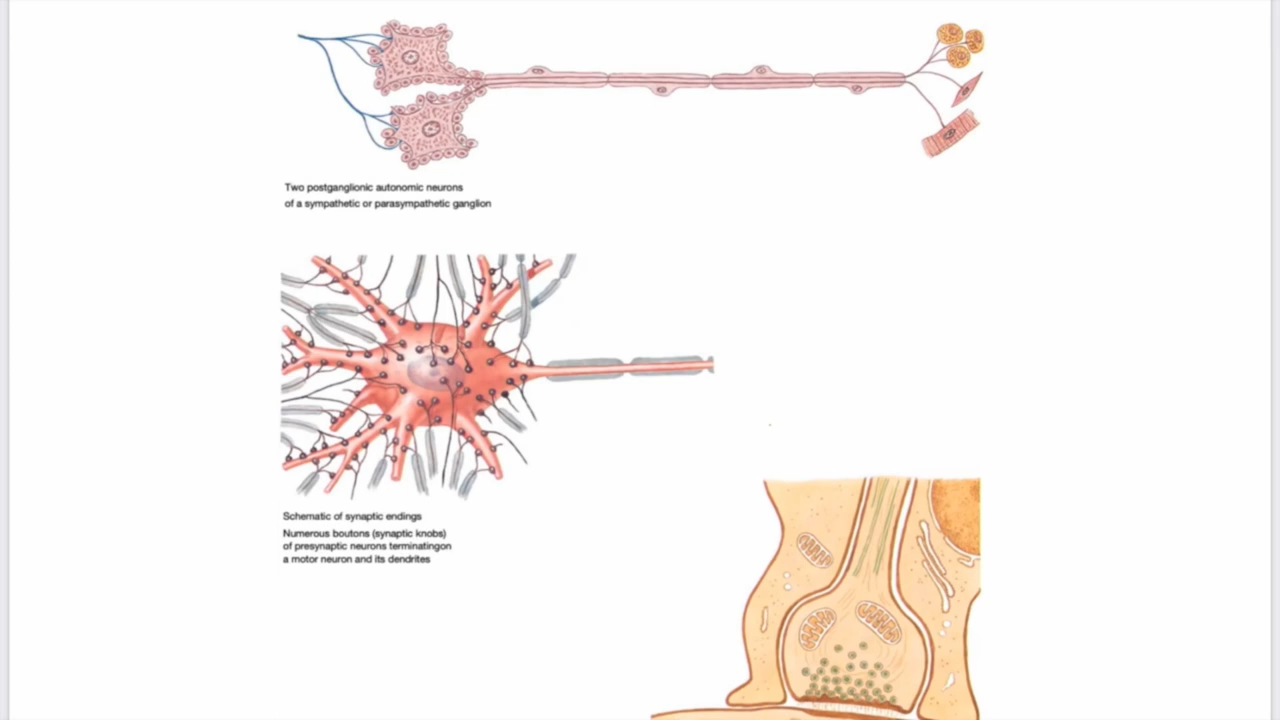 Two postganglionic autonomic neurons
of a sympathetic or parasympathetic ganglion
Schematic of synaptic endings
Numerous boutons (synaptic knobs)
of presynaptic neurons terminatingon
a motor neuron and its dendrites